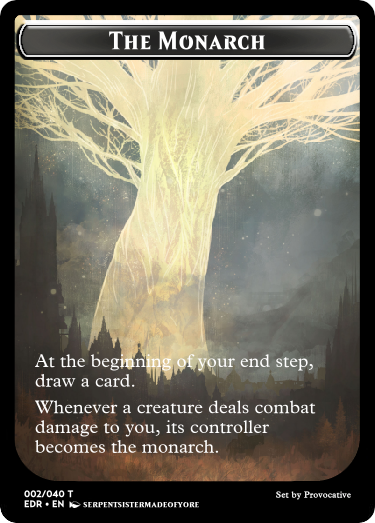 The Monarch
At the beginning of your end step,
draw a card.
Whenever a creature deals combat
damage to you, its controller
becomes the monarch.
002/040 T
EDR • EN SERPENTSISTERMADEOFYORE
Set by Provocative